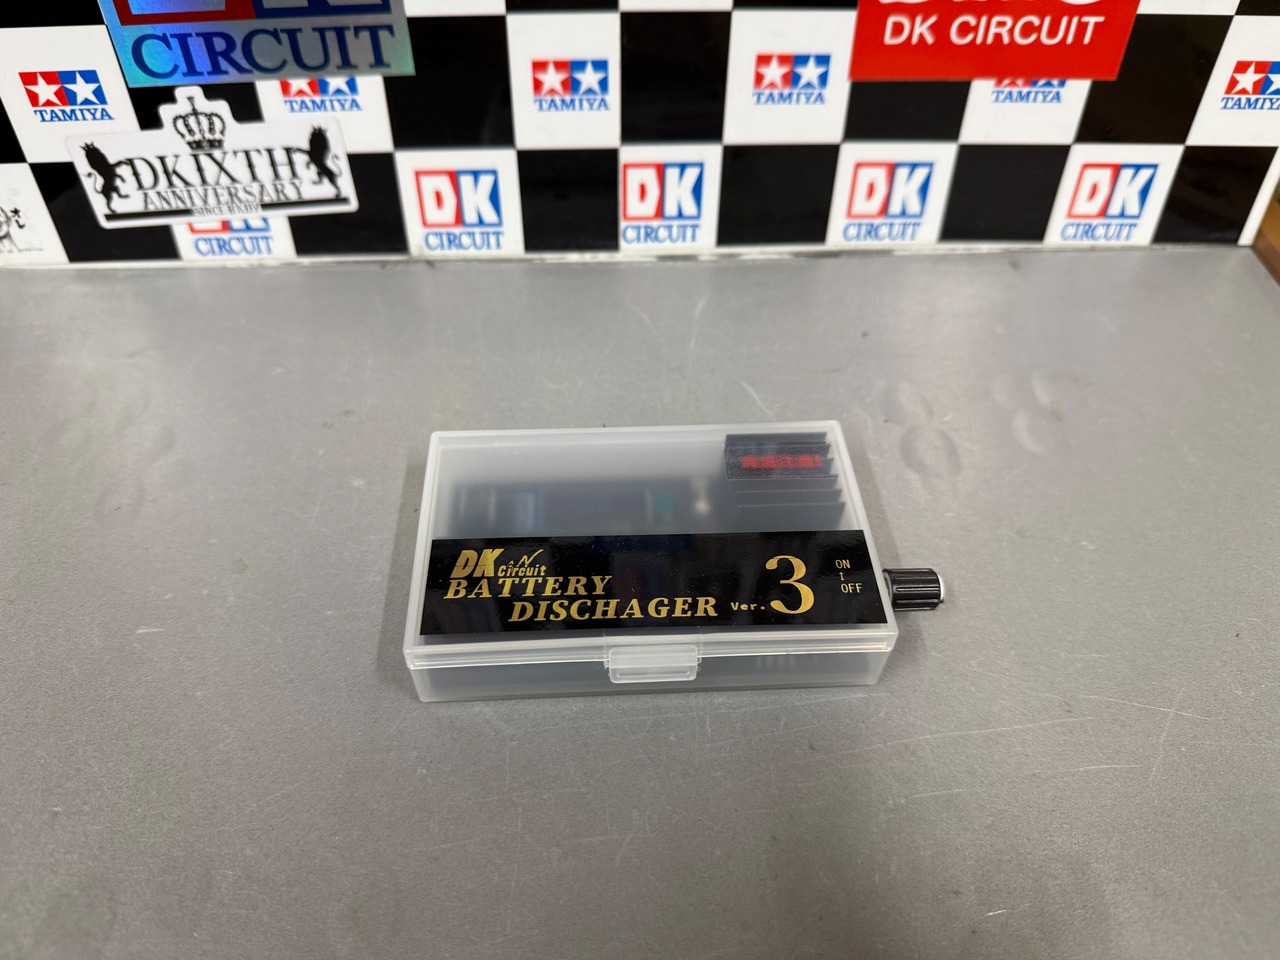 DK
CIRCUIT
DK CIRCUIT
TAMIYA
TAMIYA
TAMIYA
TAMIYA
TAMIYA
TAMIYA
DKIXTH
ANNIVERSARY
DK
CIRCUIT
DK
CIRCUIT
DK
CIRCUIT
DK
CIRCUIT
CIRCUIT
DK Circuit
BATTERY
DISCHAGER Ver.3
ON
OFF